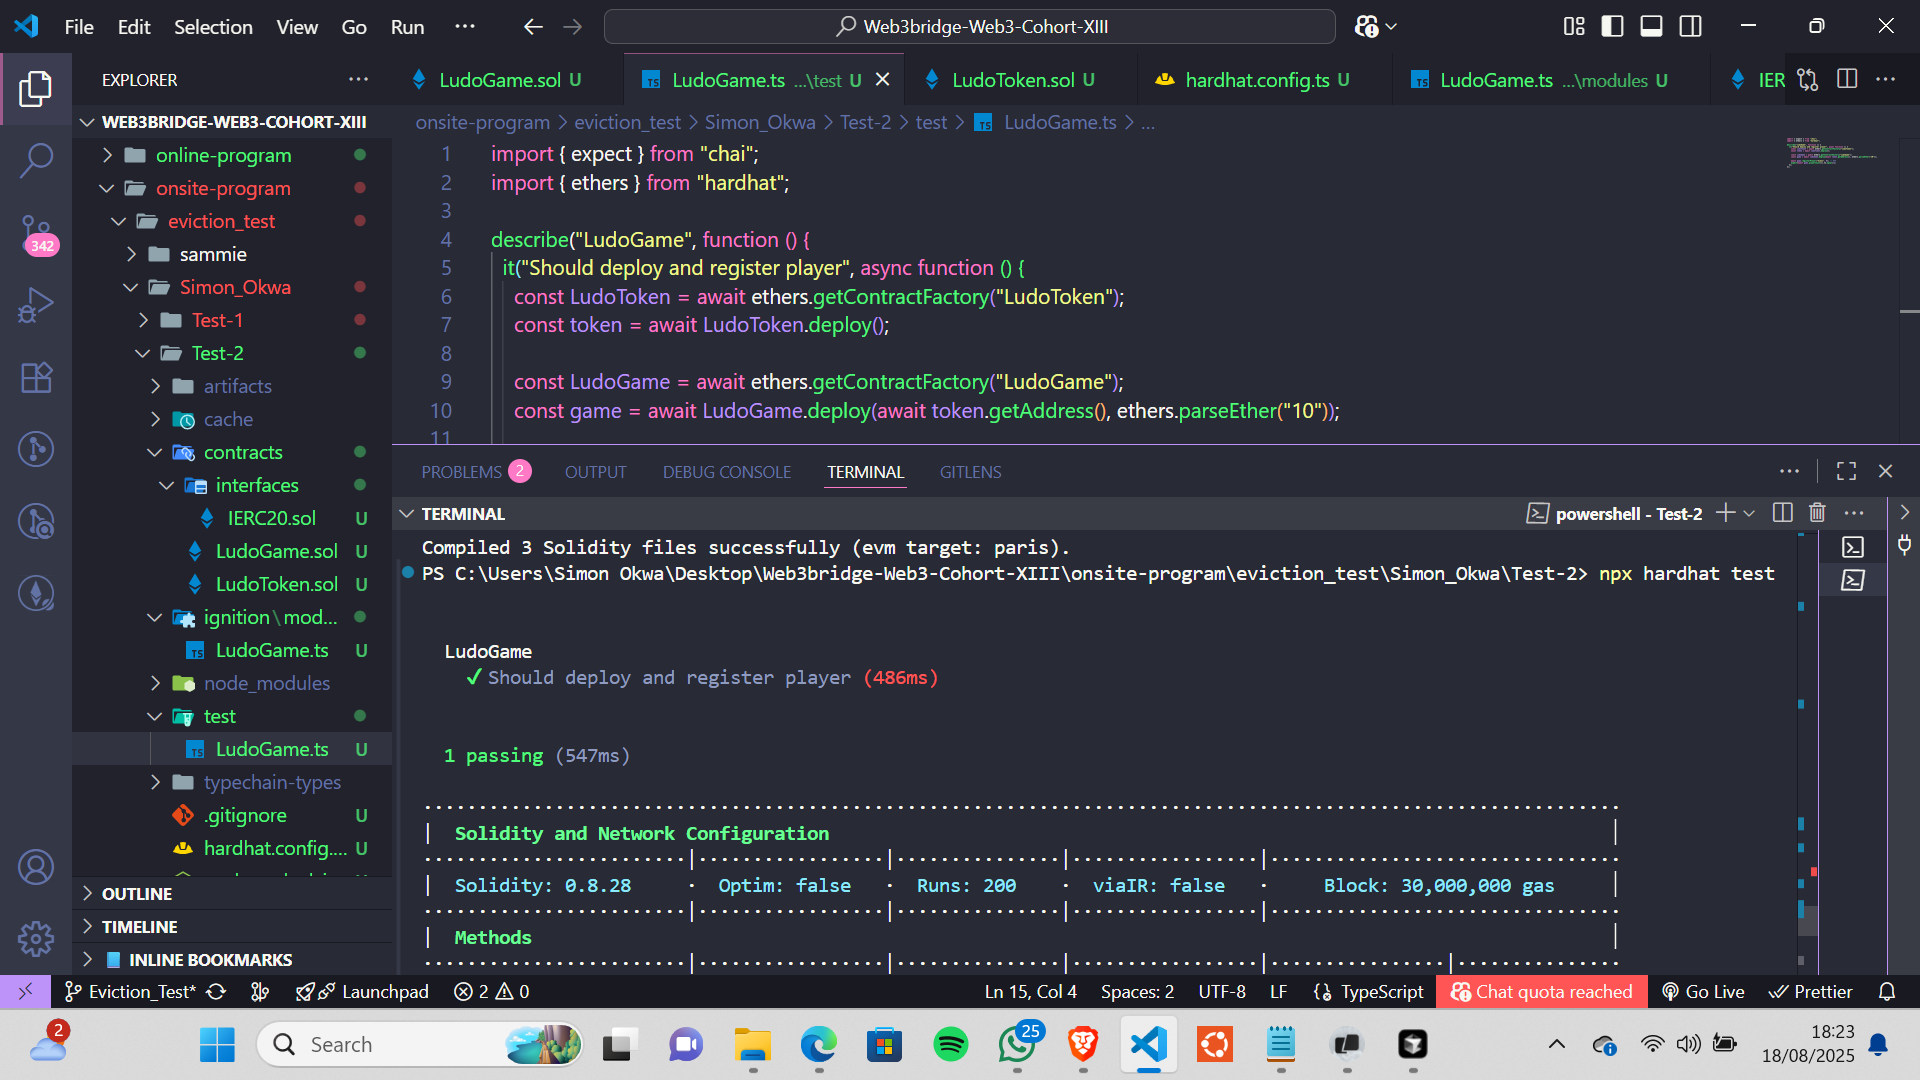 File Edit Selection View Go Run ···
Web3bridge-Web3-Cohort-XIII
EXPLORER
WEB3BRIDGE-WEB3-COHORT-XIII
online-program
onsite-program
eviction_test
sammie
Simon_Okwa
Test-1
Test-2
artifacts
cache
contracts
interfaces
IERC20.sol U
LudoGame.sol U
LudoToken.sol U
ignition\mod...
LudoGame.ts U
node_modules
test
LudoGame.ts U
typechain-types
.gitignore U
hardhat.config.... U
OUTLINE
TIMELINE
INLINE BOOKMARKS
342
LudoGame.sol U
LudoGame.ts ...\test U
LudoToken.sol U
hardhat.config.ts U
LudoGame.ts ...\modules U
IER
onsite-program > eviction_test > Simon_Okwa > Test-2 > test > LudoGame.ts > ...
1 import { expect } from "chai";
2 import { ethers } from "hardhat";
3
4 describe("LudoGame", function () {
5 it("Should deploy and register player", async function () {
6 const LudoToken = await ethers.getContractFactory("LudoToken");
7 const token = await LudoToken.deploy();
8
9 const LudoGame = await ethers.getContractFactory("LudoGame");
10 const game = await LudoGame.deploy(await token.getAddress(), ethers.parseEther("10"));
11
PROBLEMS 2 OUTPUT DEBUG CONSOLE TERMINAL GITLENS
TERMINAL
powershell - Test-2
Compiled 3 Solidity files successfully (evm target: paris).
PS C:\Users\Simon Okwa\Desktop\Web3bridge-Web3-Cohort-XIII\onsite-program\eviction_test\Simon_Okwa\Test-2> npx hardhat test
LudoGame
✓ Should deploy and register player (486ms)
1 passing (547ms)
| Solidity and Network Configuration |
| Solidity: 0.8.28 · Optim: false · Runs: 200 · viaIR: false · Block: 30,000,000 gas |
| Methods |
Eviction_Test* Launchpad 2 0
Ln 15, Col 4 Spaces: 2 UTF-8 LF TypeScript Chat quota reached Go Live Prettier
2
Search
25
18:23
18/08/2025